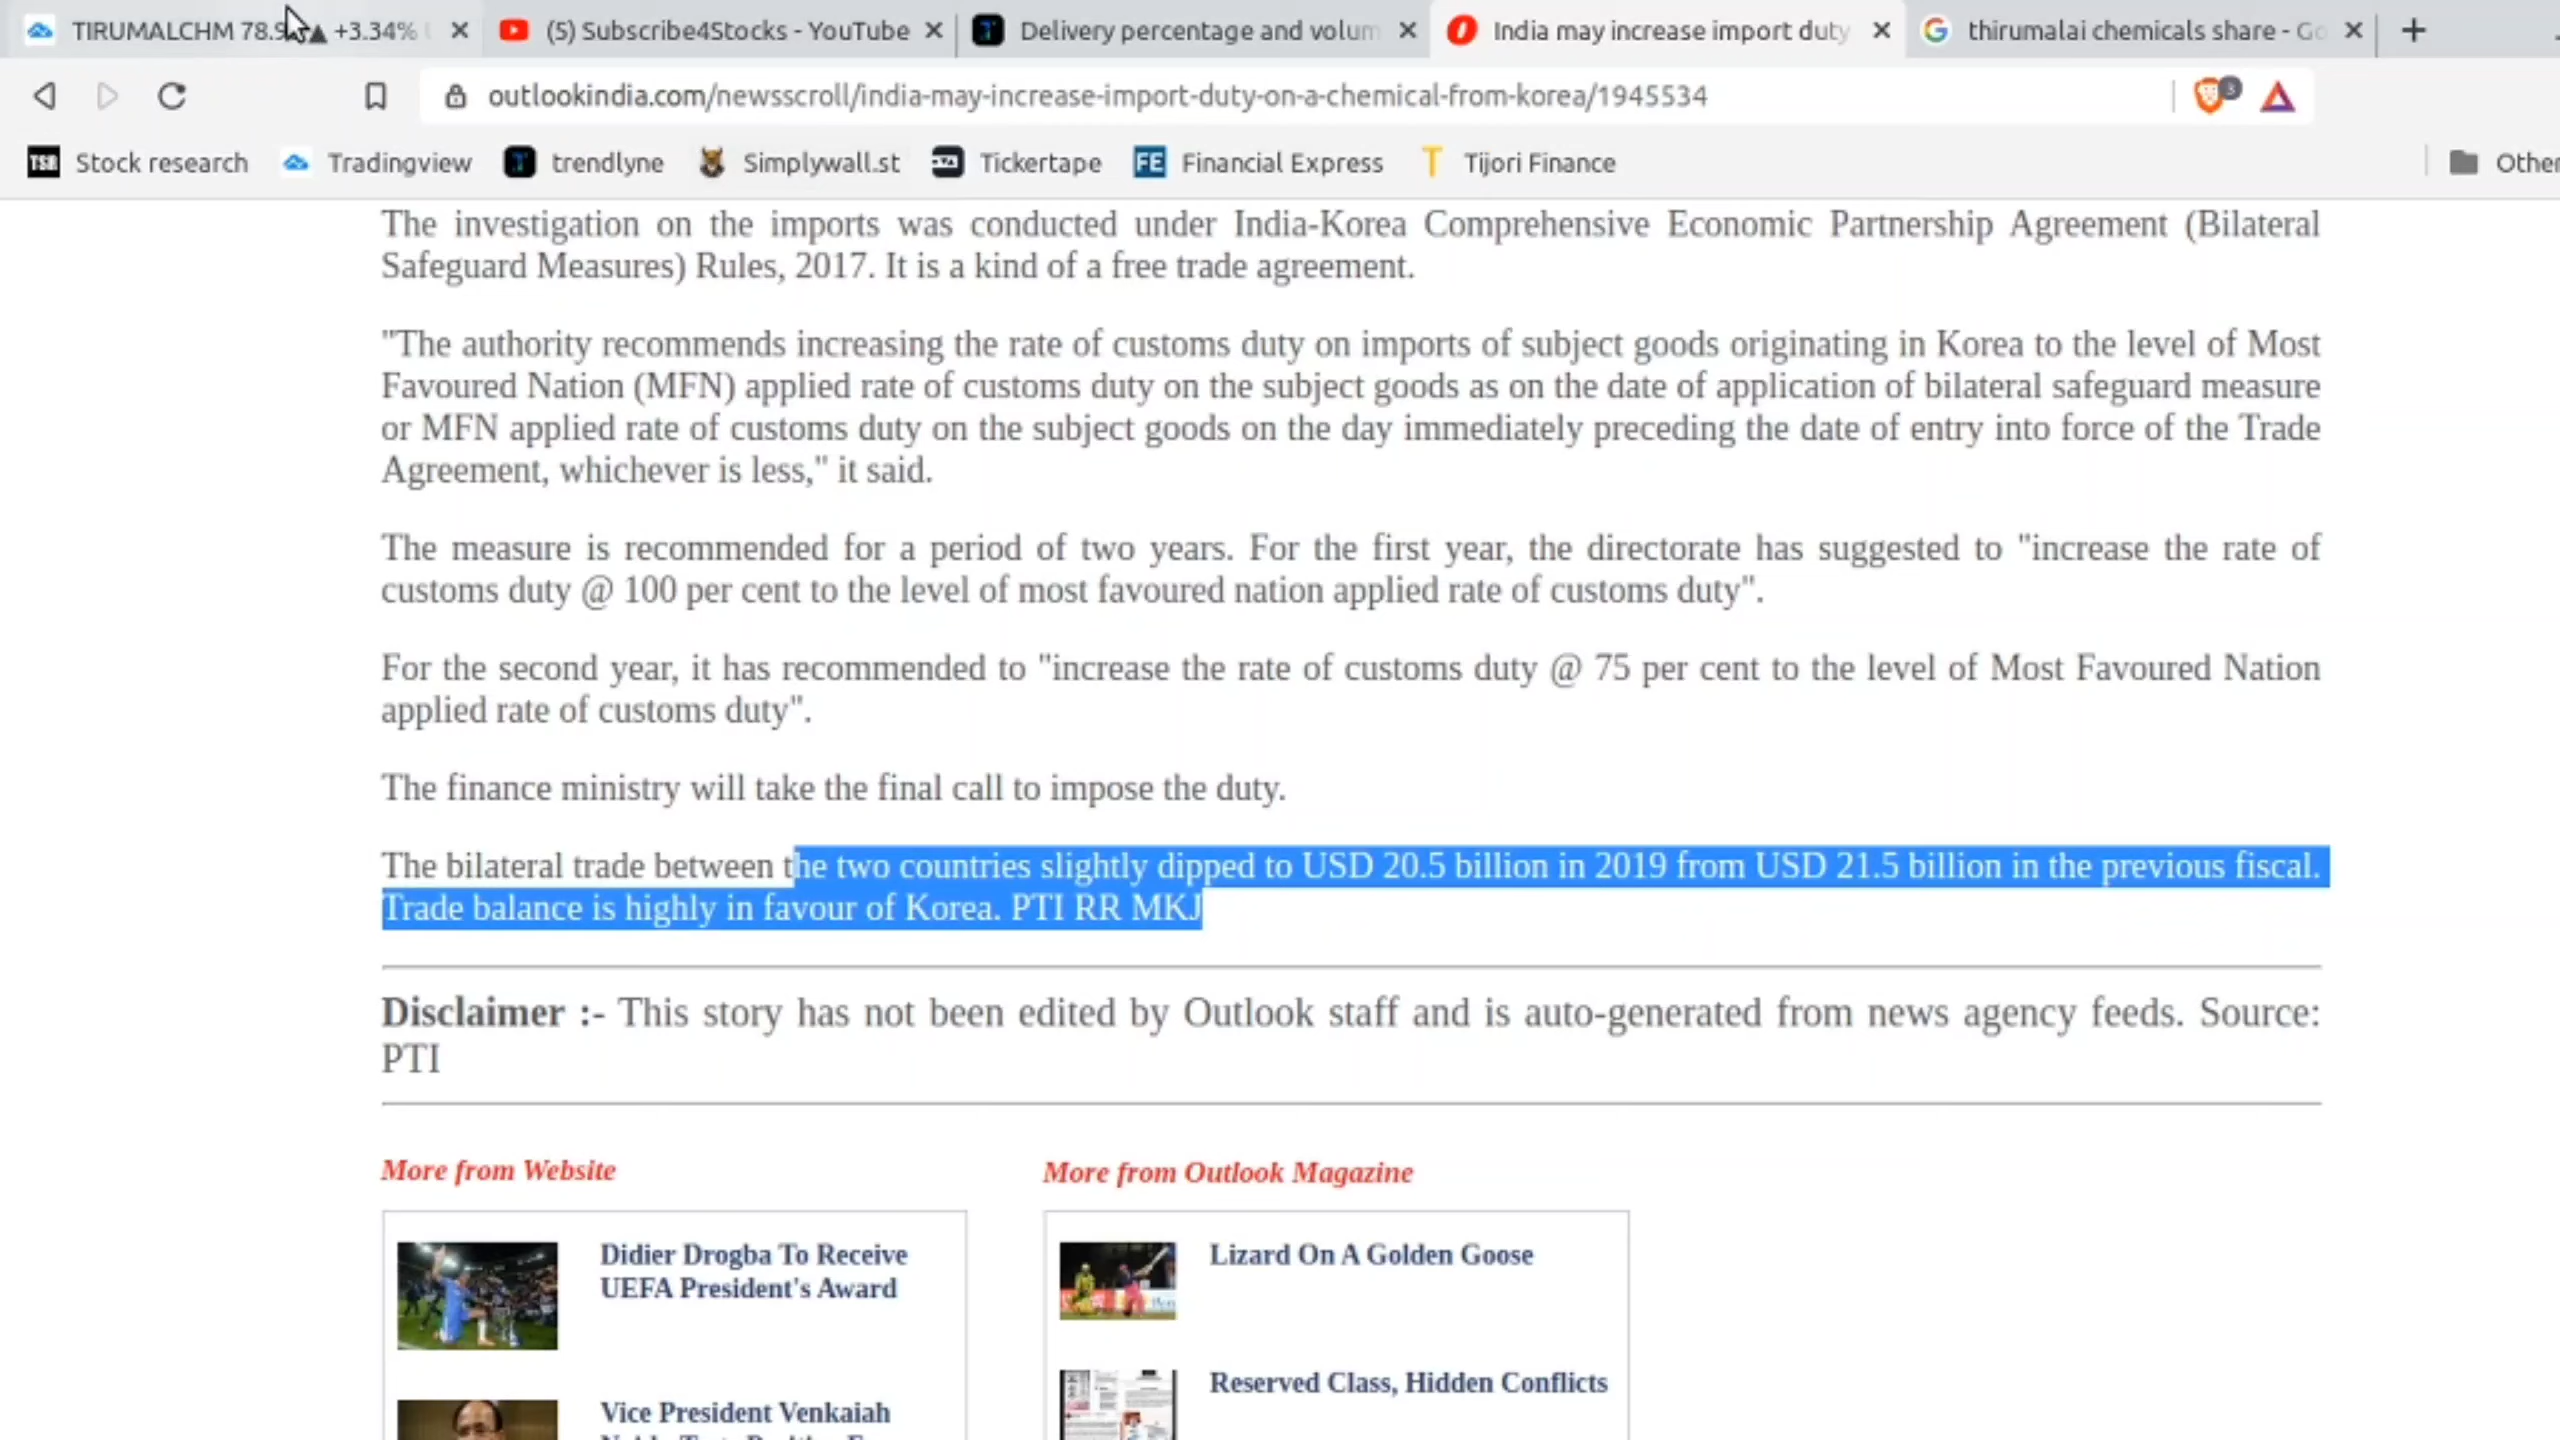 TIRUMALCHM 78.9 ▲ +3.34%
(5) Subscribe4Stocks - YouTube
Delivery percentage and volum
India may increase import duty
thirumalai chemicals share - Go
outlookindia.com/newsscroll/india-may-increase-import-duty-on-a-chemical-from-korea/1945534
3
TSR Stock research
Tradingview
trendlyne
Simplywall.st
Tickertape
FE Financial Express
Tijori Finance
Other
The investigation on the imports was conducted under India-Korea Comprehensive Economic Partnership Agreement (Bilateral
Safeguard Measures) Rules, 2017. It is a kind of a free trade agreement.
"The authority recommends increasing the rate of customs duty on imports of subject goods originating in Korea to the level of Most
Favoured Nation (MFN) applied rate of customs duty on the subject goods as on the date of application of bilateral safeguard measure
or MFN applied rate of customs duty on the subject goods on the day immediately preceding the date of entry into force of the Trade
Agreement, whichever is less," it said.
The measure is recommended for a period of two years. For the first year, the directorate has suggested to "increase the rate of
customs duty @ 100 per cent to the level of most favoured nation applied rate of customs duty".
For the second year, it has recommended to "increase the rate of customs duty @ 75 per cent to the level of Most Favoured Nation
applied rate of customs duty".
The finance ministry will take the final call to impose the duty.
The bilateral trade between the two countries slightly dipped to USD 20.5 billion in 2019 from USD 21.5 billion in the previous fiscal.
Trade balance is highly in favour of Korea. PTI RR MKJ
Disclaimer :- This story has not been edited by Outlook staff and is auto-generated from news agency feeds. Source:
PTI
More from Website
More from Outlook Magazine
Didier Drogba To Receive
UEFA President's Award
Lizard On A Golden Goose
Reserved Class, Hidden Conflicts
Vice President Venkaiah